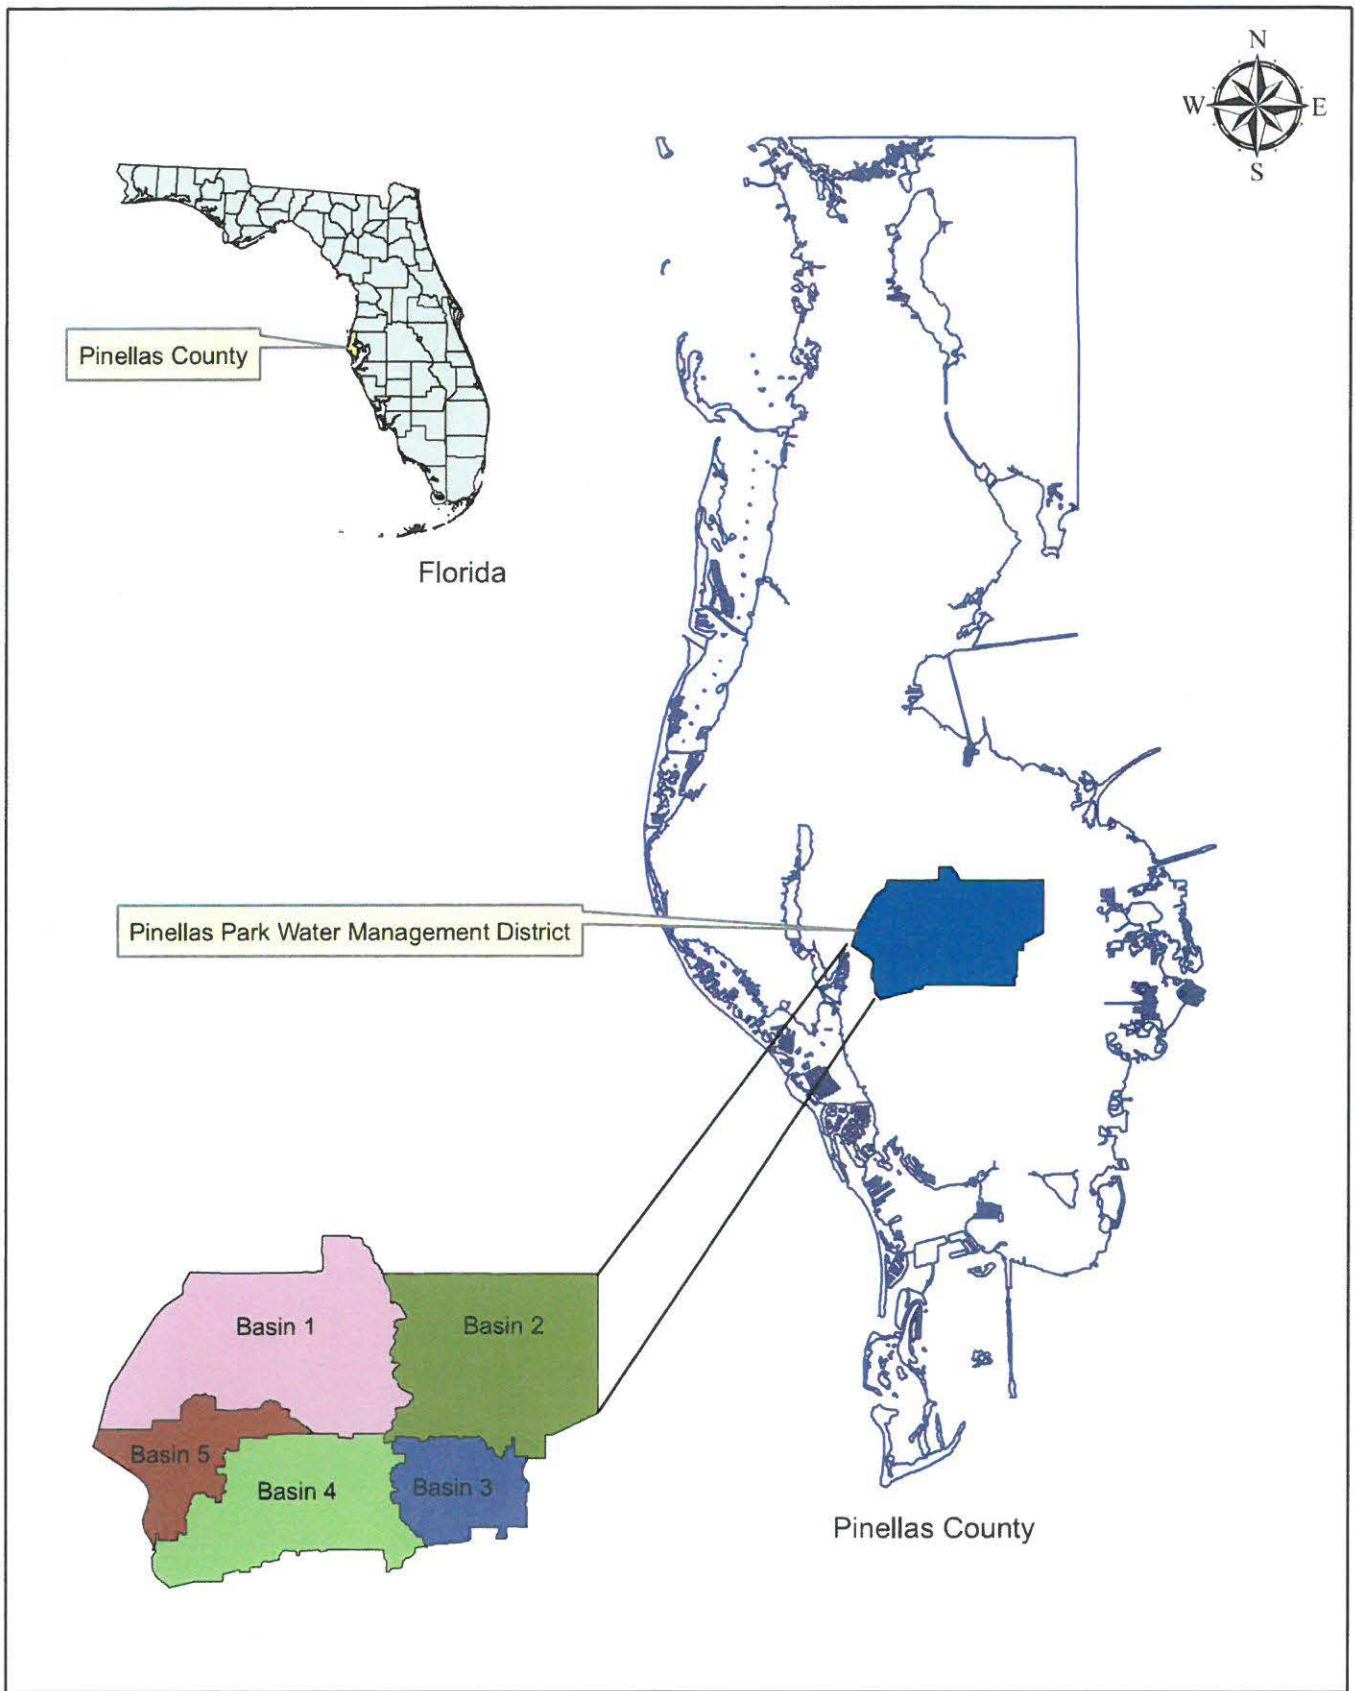 N
W E
S
Pinellas County
Florida
Pinellas Park Water Management District
Basin 1
Basin 2
Basin 5
Basin 4
Basin 3
Pinellas County